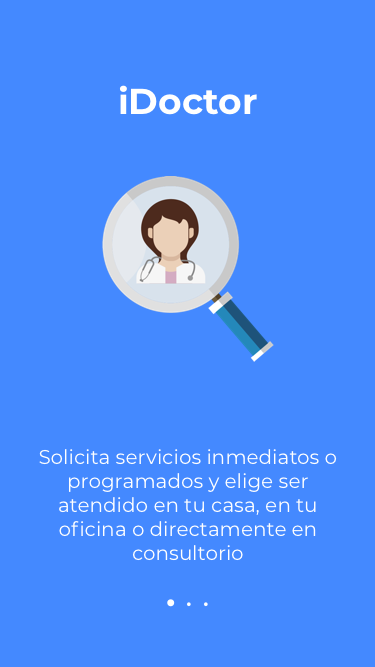 iDoctor
Solicita servicios inmediatos o
programados y elige ser
atendido en tu casa, en tu
oficina o directamente en
consultorio